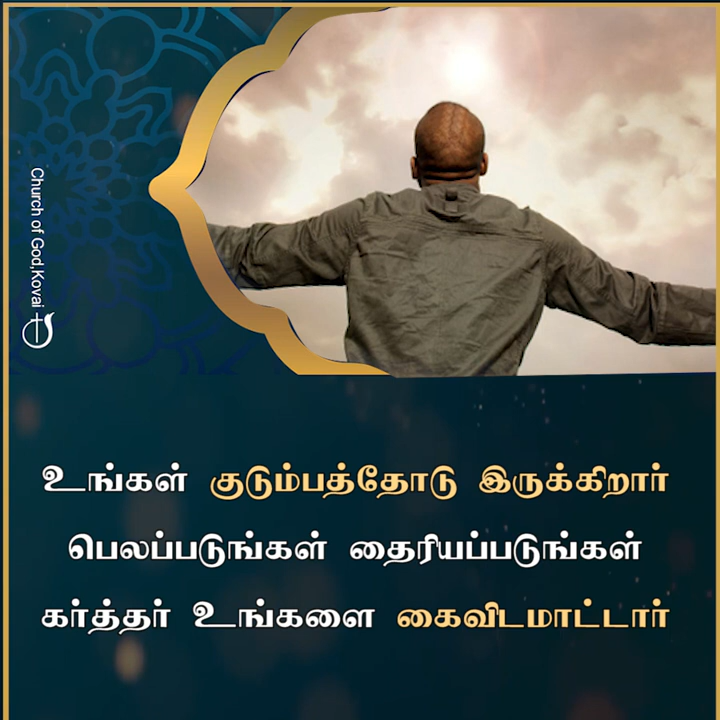 Church of God,Kovai
உங்கள் குடும்பத்தோடு இருக்கிறார்
பெலப்படுங்கள் தைரியப்படுங்கள்
கர்த்தர் உங்களை கைவிடமாட்டார்